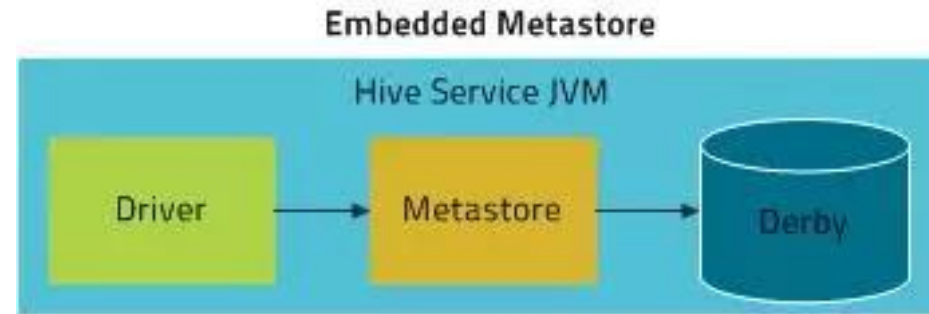 Embedded Metastore
Hive Service JVM
Driver
Metastore
Derby